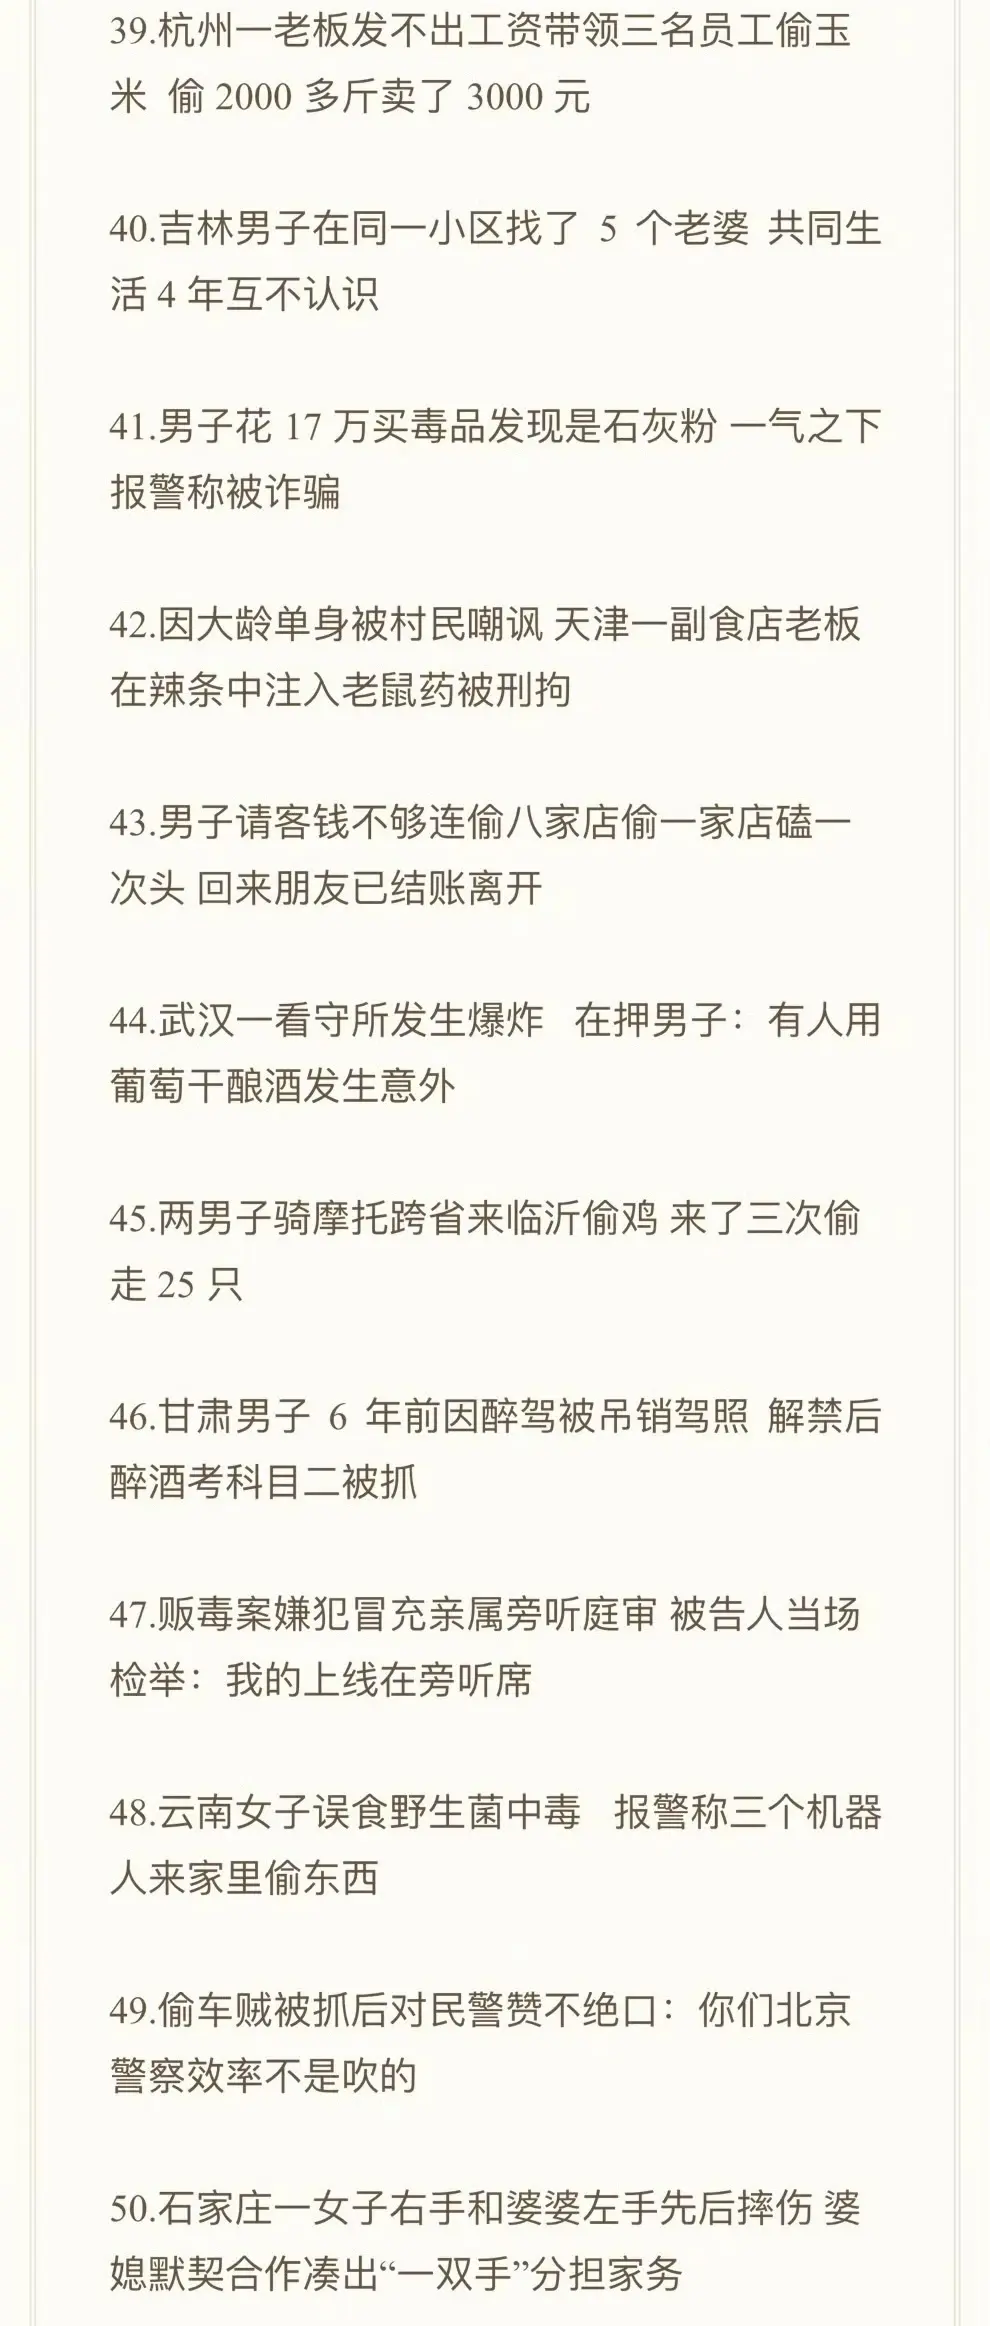 39.杭州一老板发不出工资带领三名员工偷玉
米 偷 2000 多斤卖了 3000 元
40.吉林男子在同一小区找了 5 个老婆 共同生
活 4 年互不认识
41.男子花 17 万买毒品发现是石灰粉 一气之下
报警称被诈骗
42.因大龄单身被村民嘲讽 天津一副食店老板
在辣条中注入老鼠药被刑拘
43.男子请客钱不够连偷八家店偷一家店磕一
次头 回来朋友已结账离开
44.武汉一看守所发生爆炸 在押男子：有人用
葡萄干酿酒发生意外
45.两男子骑摩托跨省来临沂偷鸡 来了三次偷
走 25 只
46.甘肃男子 6 年前因醉驾被吊销驾照 解禁后
醉酒考科目二被抓
47.贩毒案嫌犯冒充亲属旁听庭审 被告人当场
检举：我的上线在旁听席
48.云南女子误食野生菌中毒 报警称三个机器
人来家里偷东西
49.偷车贼被抓后对民警赞不绝口：你们北京
警察效率不是吹的
50.石家庄一女子右手和婆婆左手先后摔伤 婆
媳默契合作凑出“一双手”分担家务